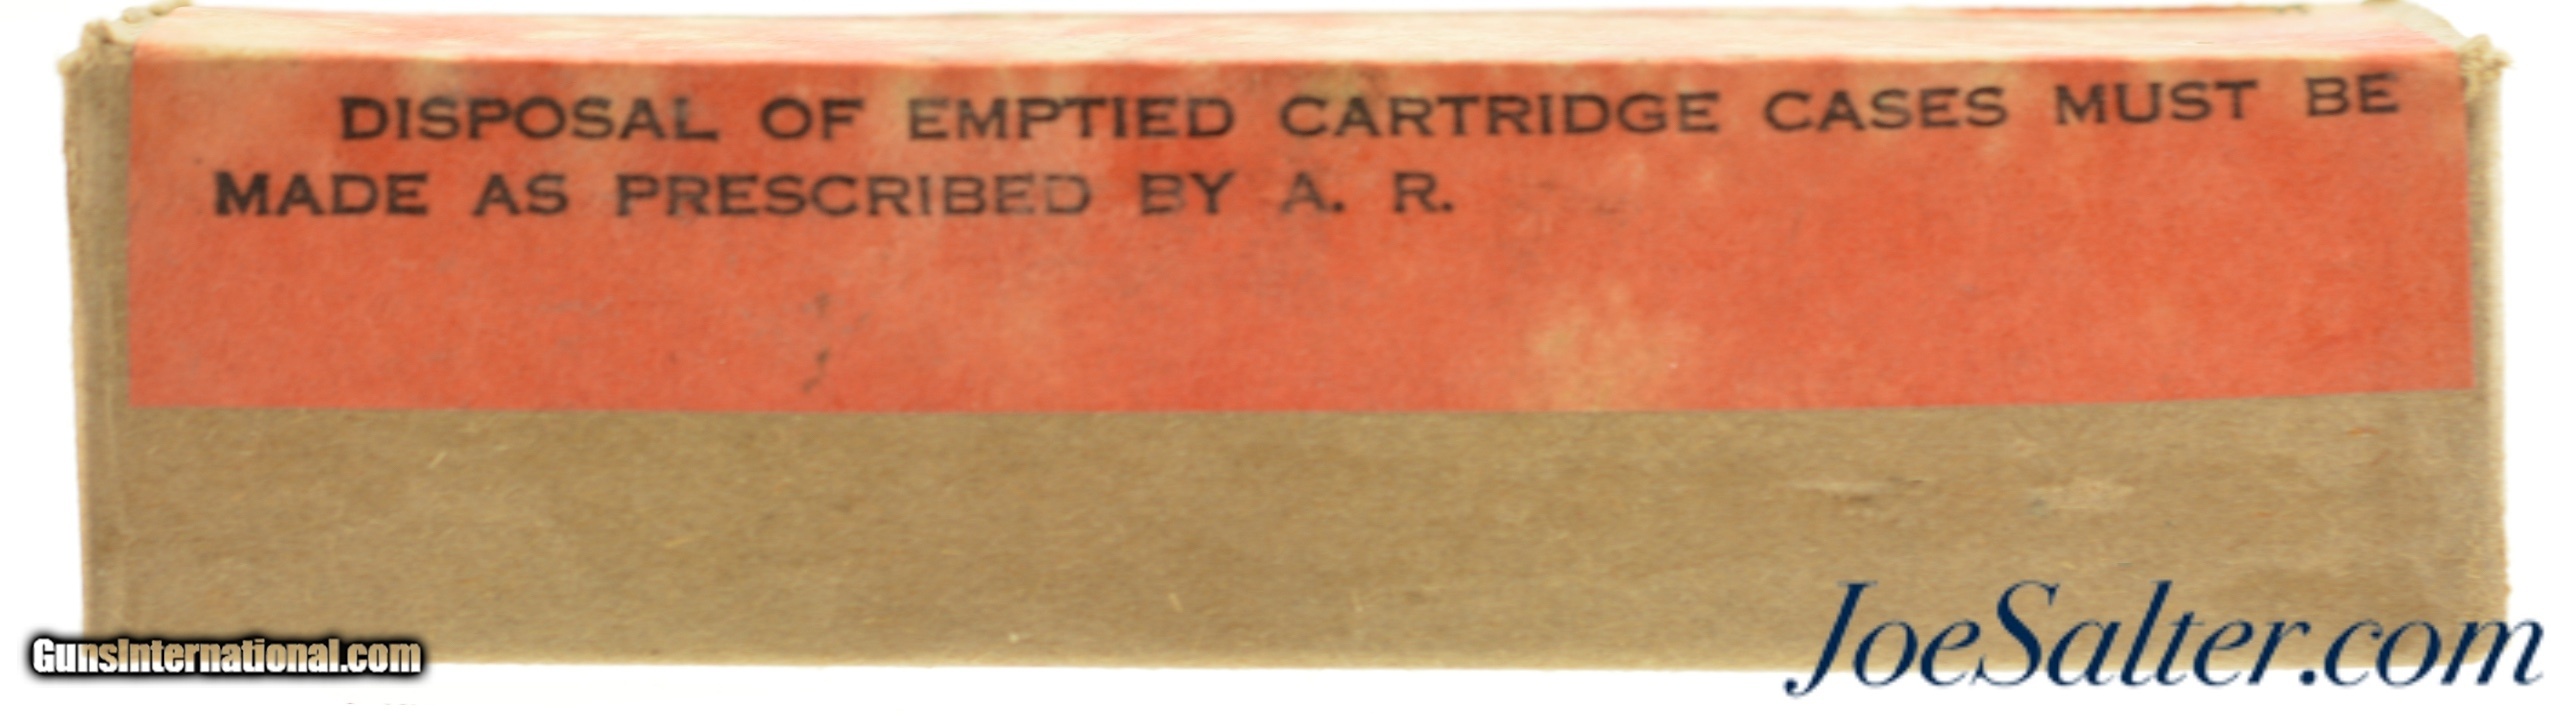 DISPOSAL OF EMPTIED CARTRIDGE CASES MUST BE
MADE AS PRESCRIBED BY A. R.
GunsInternational.com
JoeSalter.com